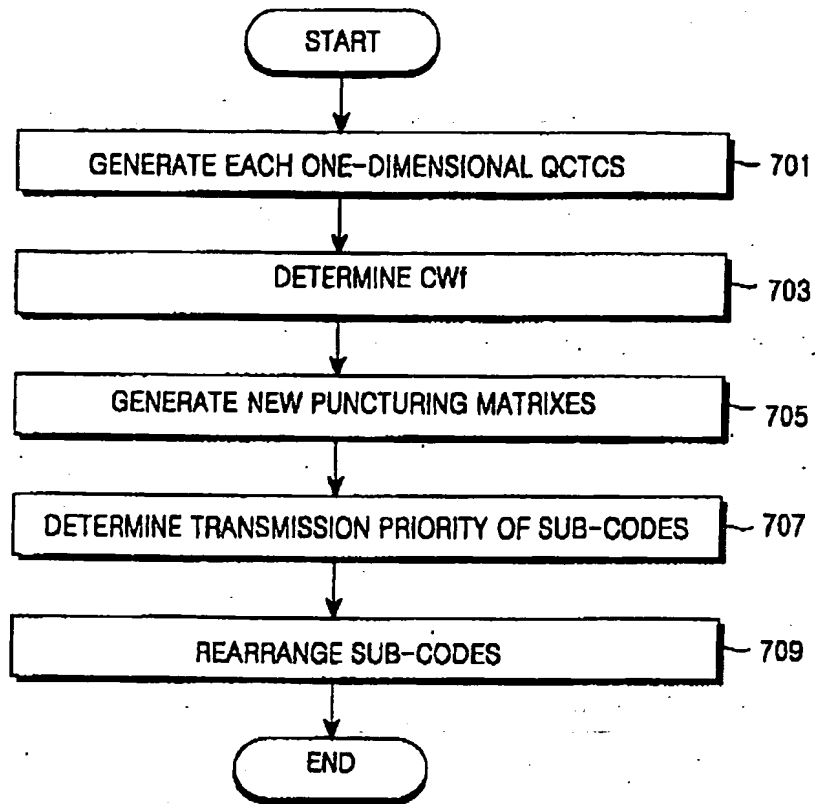 START
GENERATE EACH ONE-DIMENSIONAL QCTCS
701
DETERMINE CWf
703
GENERATE NEW PUNCTURING MATRIXES
705
DETERMINE TRANSMISSION PRIORITY OF SUB-CODES
707
REARRANGE SUB-CODES
709
END